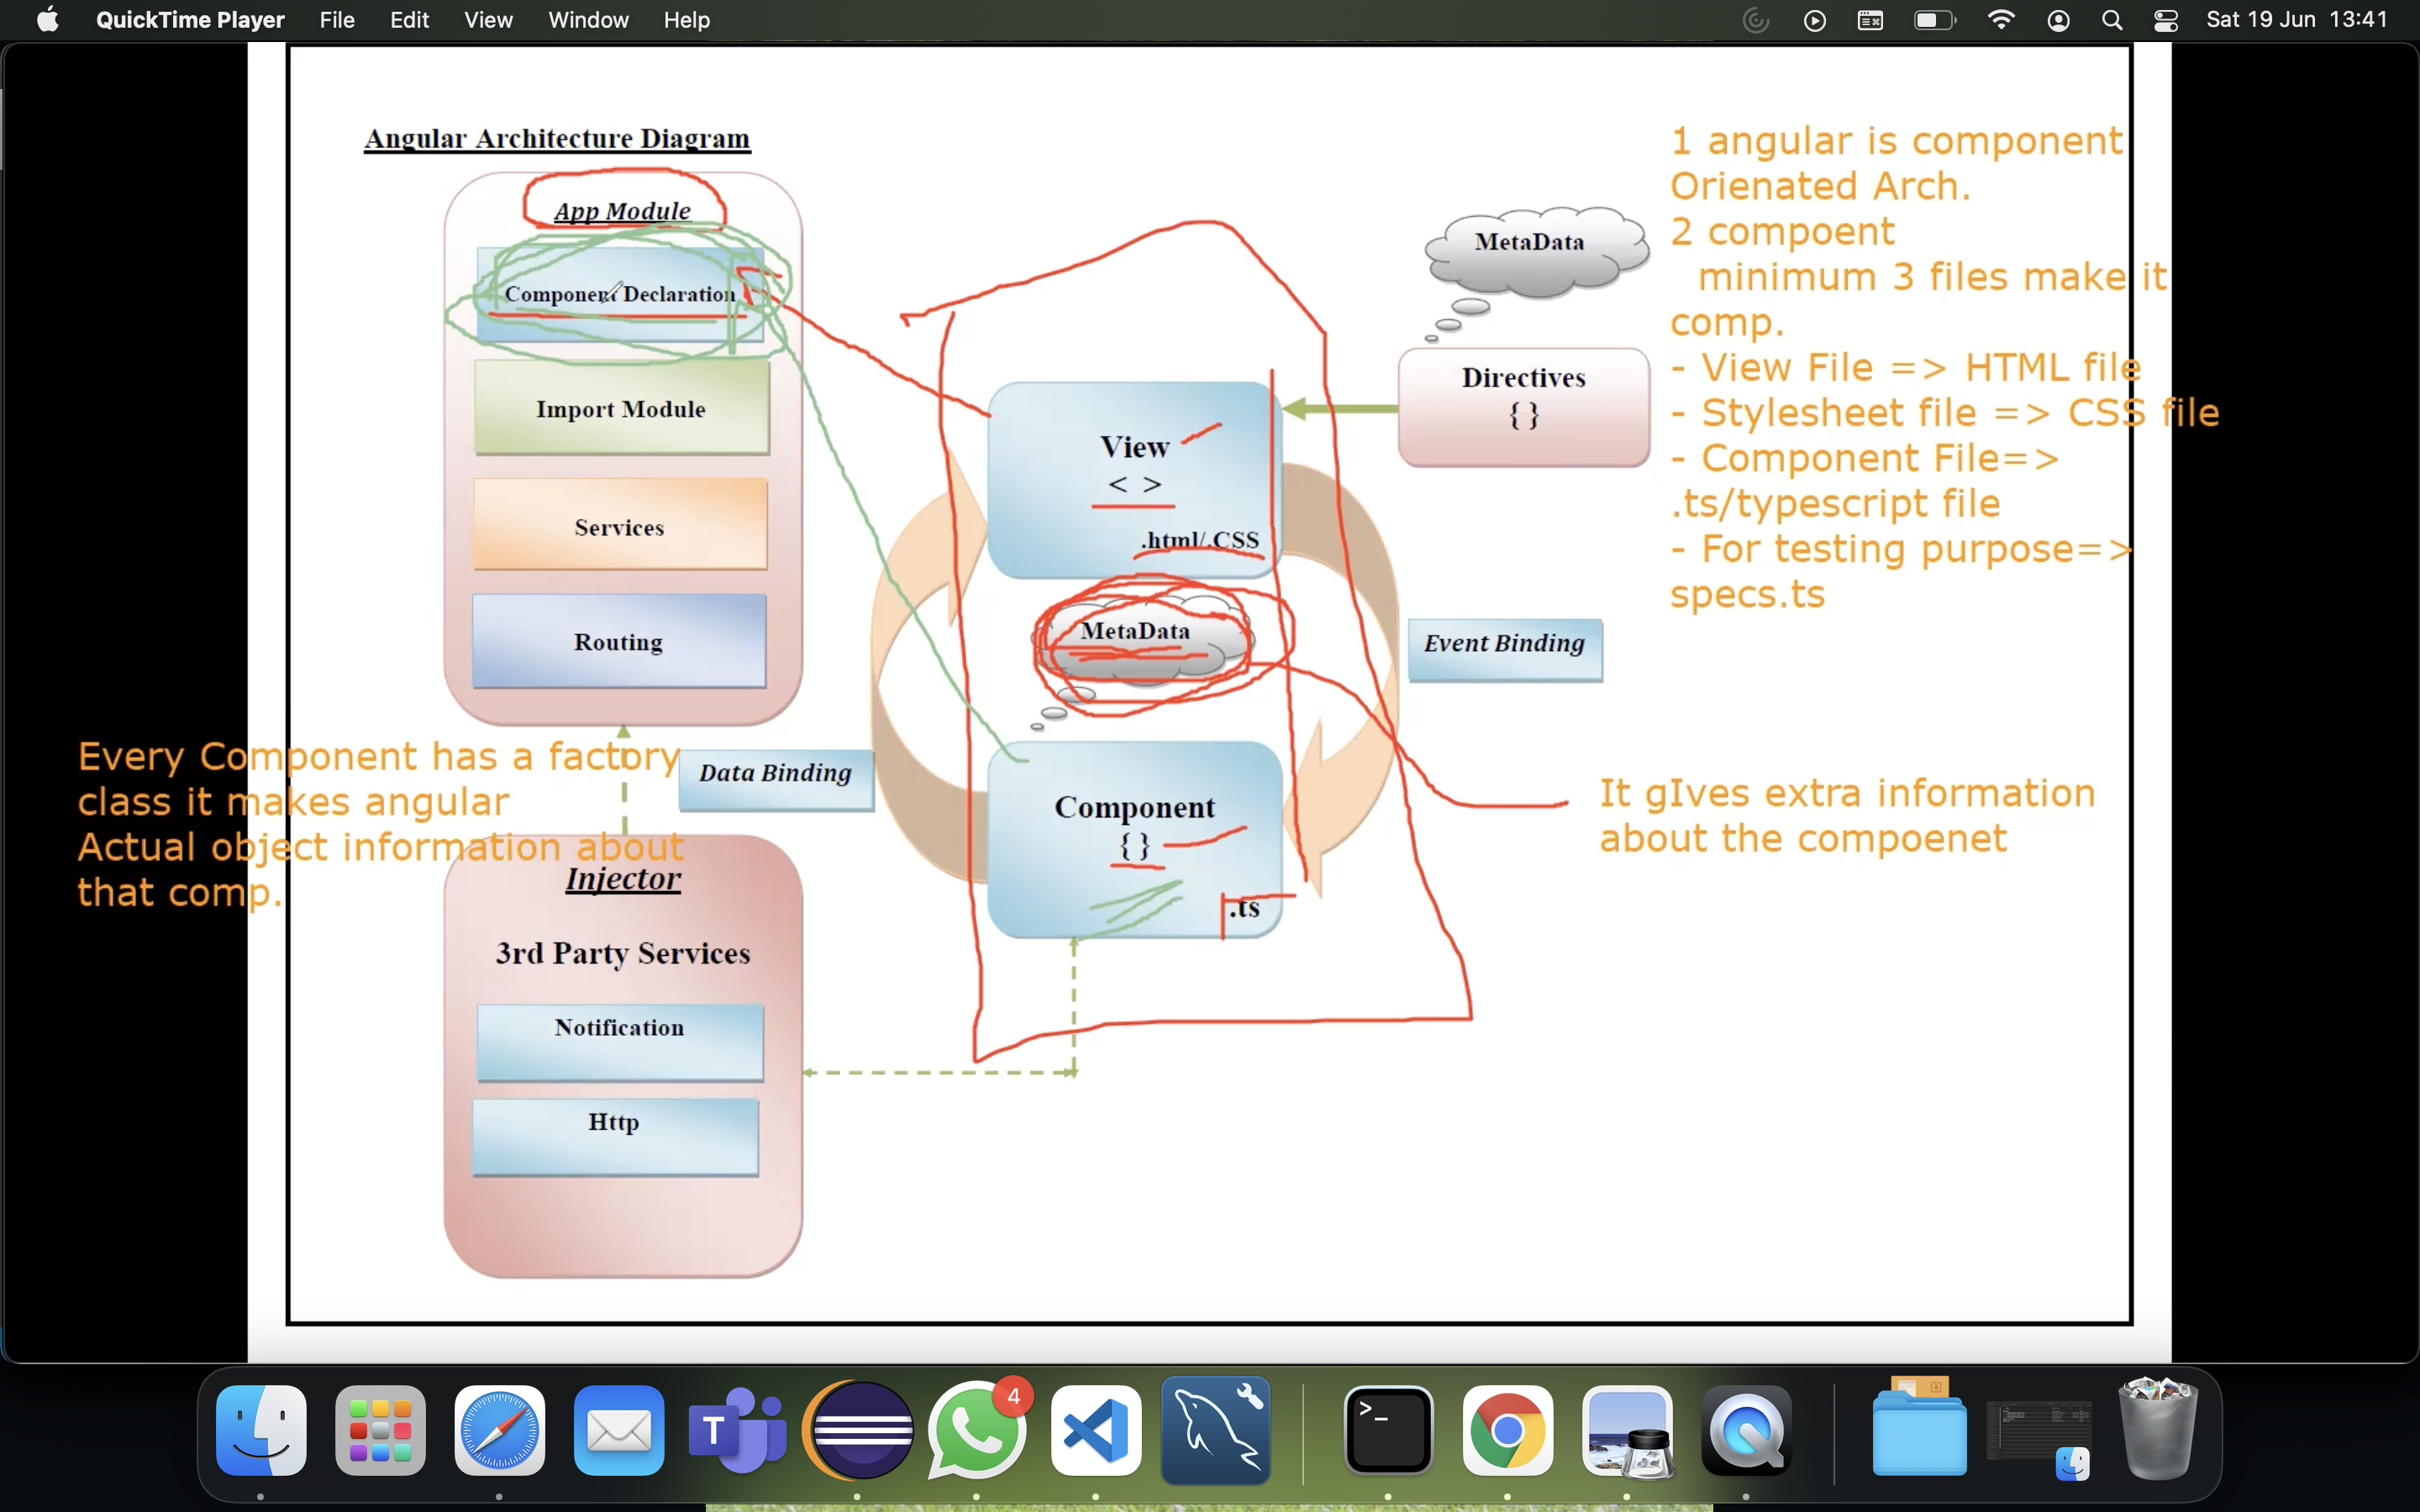 QuickTime Player File Edit View Window Help Sat 19 Jun 13:41
Angular Architecture Diagram
App Module
Component Declaration
Import Module
Services
Routing
Injector
3rd Party Services
Notification
Http
Data Binding
View
< >
.html/.CSS
MetaData
Component
{ }
.ts
MetaData
Directives
{ }
Event Binding
1 angular is component
Orienated Arch.
2 compoent
minimum 3 files make it
comp.
- View File => HTML file
- Stylesheet file => CSS file
- Component File=>
.ts/typescript file
- For testing purpose=>
specs.ts
Every Component has a factory
class it makes angular
Actual object information about
that comp.
It gIves extra information
about the compoenet
T
4
>_